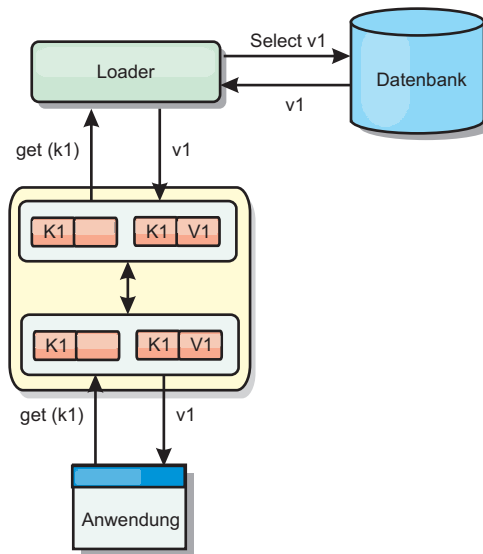 Select v1
Loader
Datenbank
v1
get (k1)
v1
K1
K1 V1
K1
K1 V1
get (k1)
v1
Anwendung